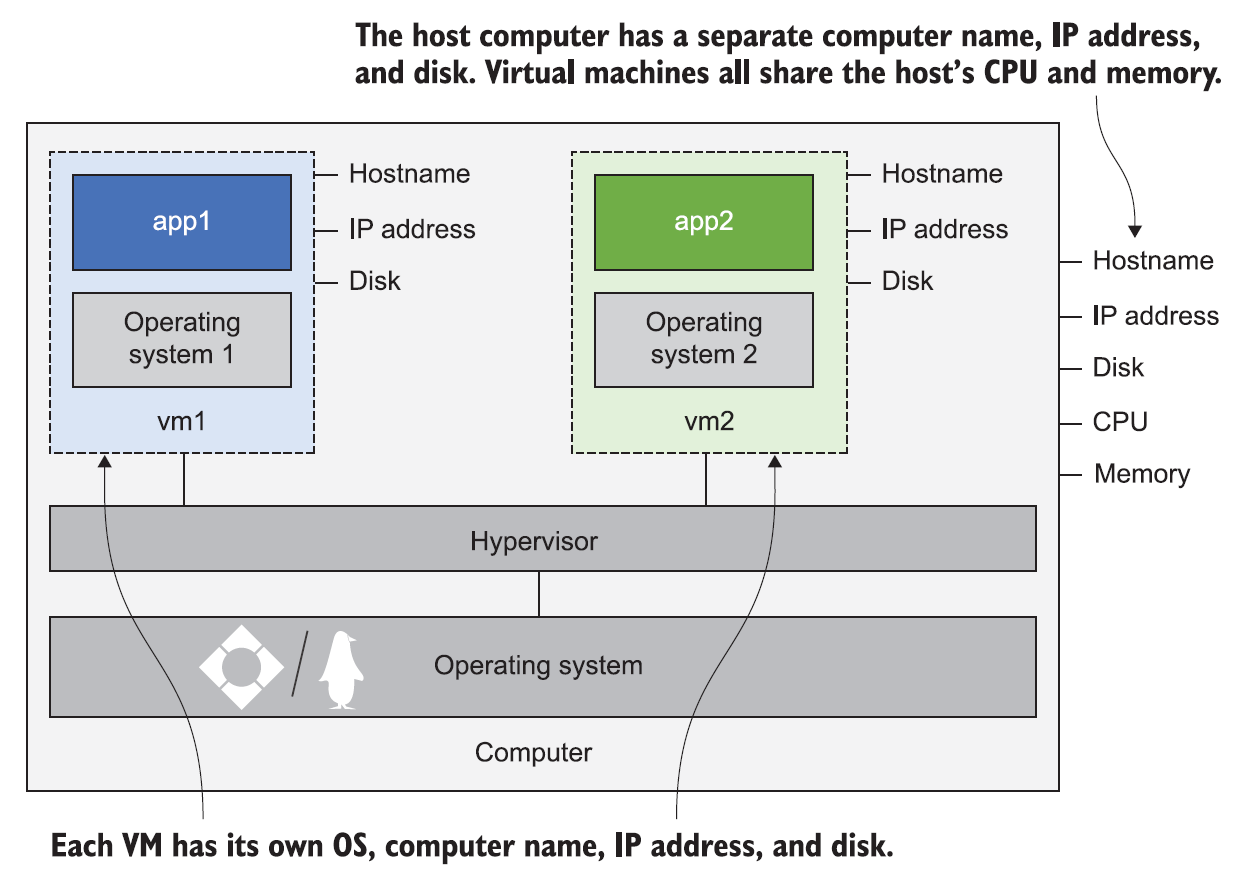 The host computer has a separate computer name, IP address,
and disk. Virtual machines all share the host's CPU and memory.
app1
Operating
system 1
vm1
Hostname
IP address
Disk
app2
Operating
system 2
vm2
Hostname
IP address
Disk
Hostname
IP address
Disk
CPU
Memory
Hypervisor
Operating system
Computer
Each VM has its own OS, computer name, IP address, and disk.